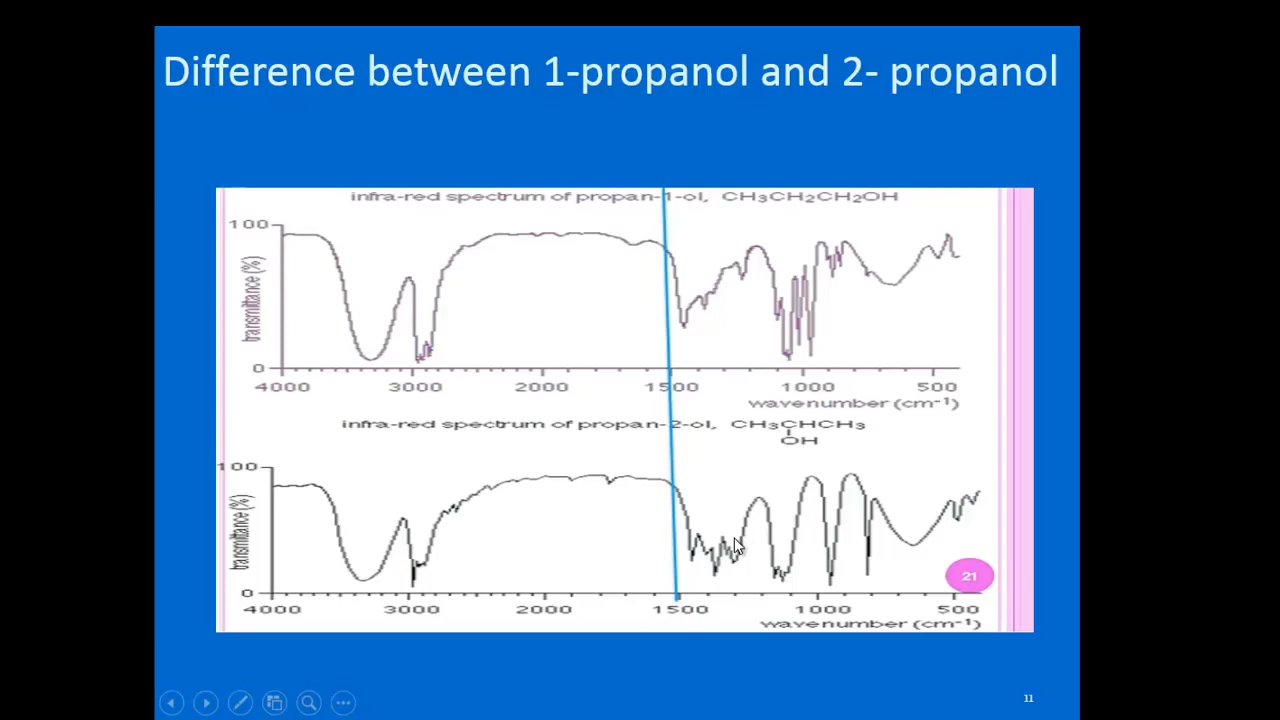 Difference between 1-propanol and 2- propanol
infra-red spectrum of propan-1-ol, CH₃CH₂CH₂OH
100
transmittance (%)
0
4000 3000 2000 1500 1000 500
wavenumber (cm⁻¹)
infra-red spectrum of propan-2-ol, CH₃CHCH₃
OH
100
transmittance (%)
0
4000 3000 2000 1500 1000 500
wavenumber (cm⁻¹)
21
11